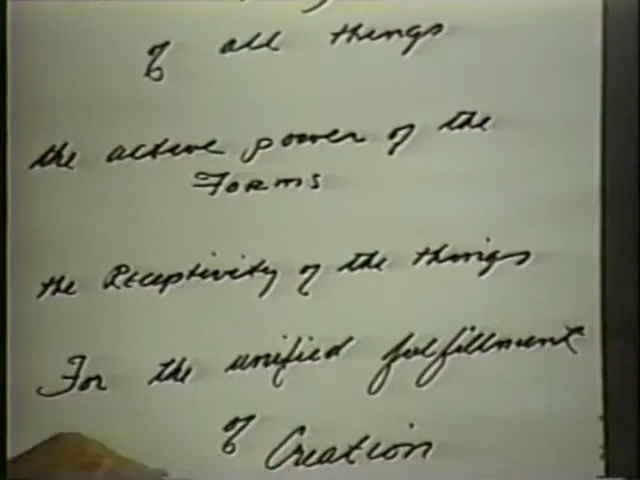 of all things
the active power of the
Forms
the Receptivity of the things
For the unified fulfillment
of Creation